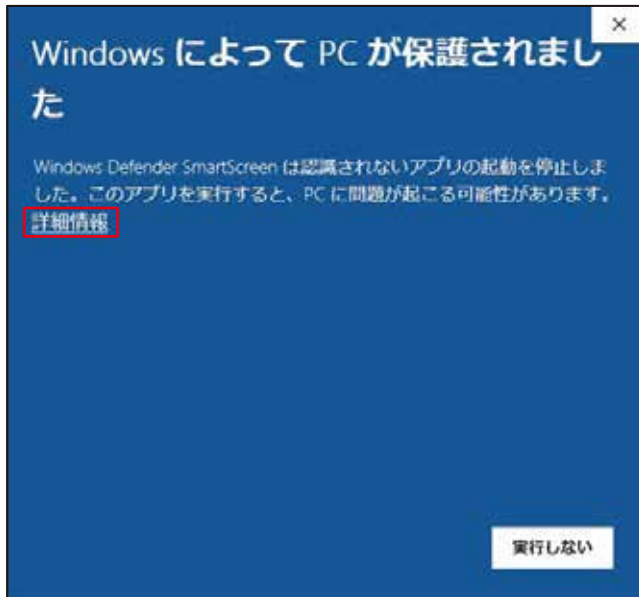 Windows によって PC が保護されまし
た
Windows Defender SmartScreen は認識されないアプリの起動を停止しま
した。このアプリを実行すると、PC に問題が起こる可能性があります。
詳細情報
実行しない